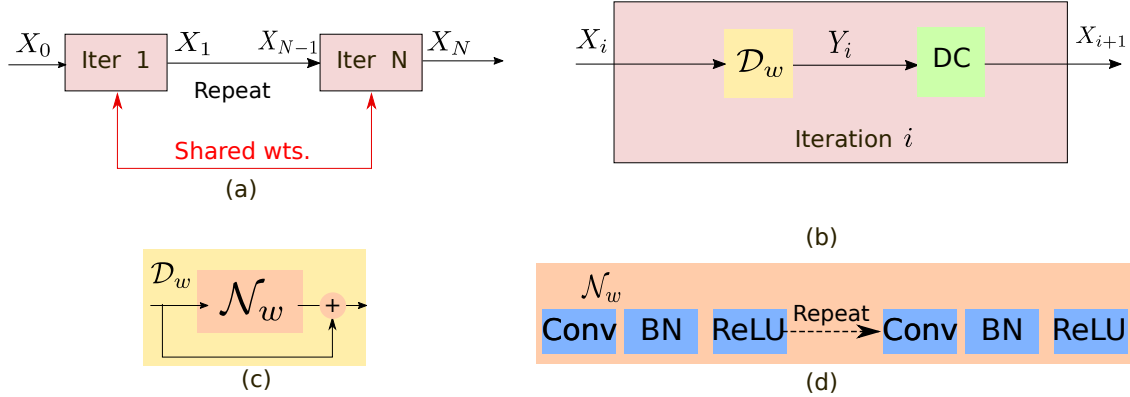 X_0 Iter 1 X_1 X_{N-1} Iter N X_N
Repeat
Shared wts.
(a)
X_i 𝒟_w Y_i DC X_{i+1}
Iteration i
(b)
𝒟_w
𝒩_w +
(c)
𝒩_w
Conv BN ReLU Repeat Conv BN ReLU
(d)